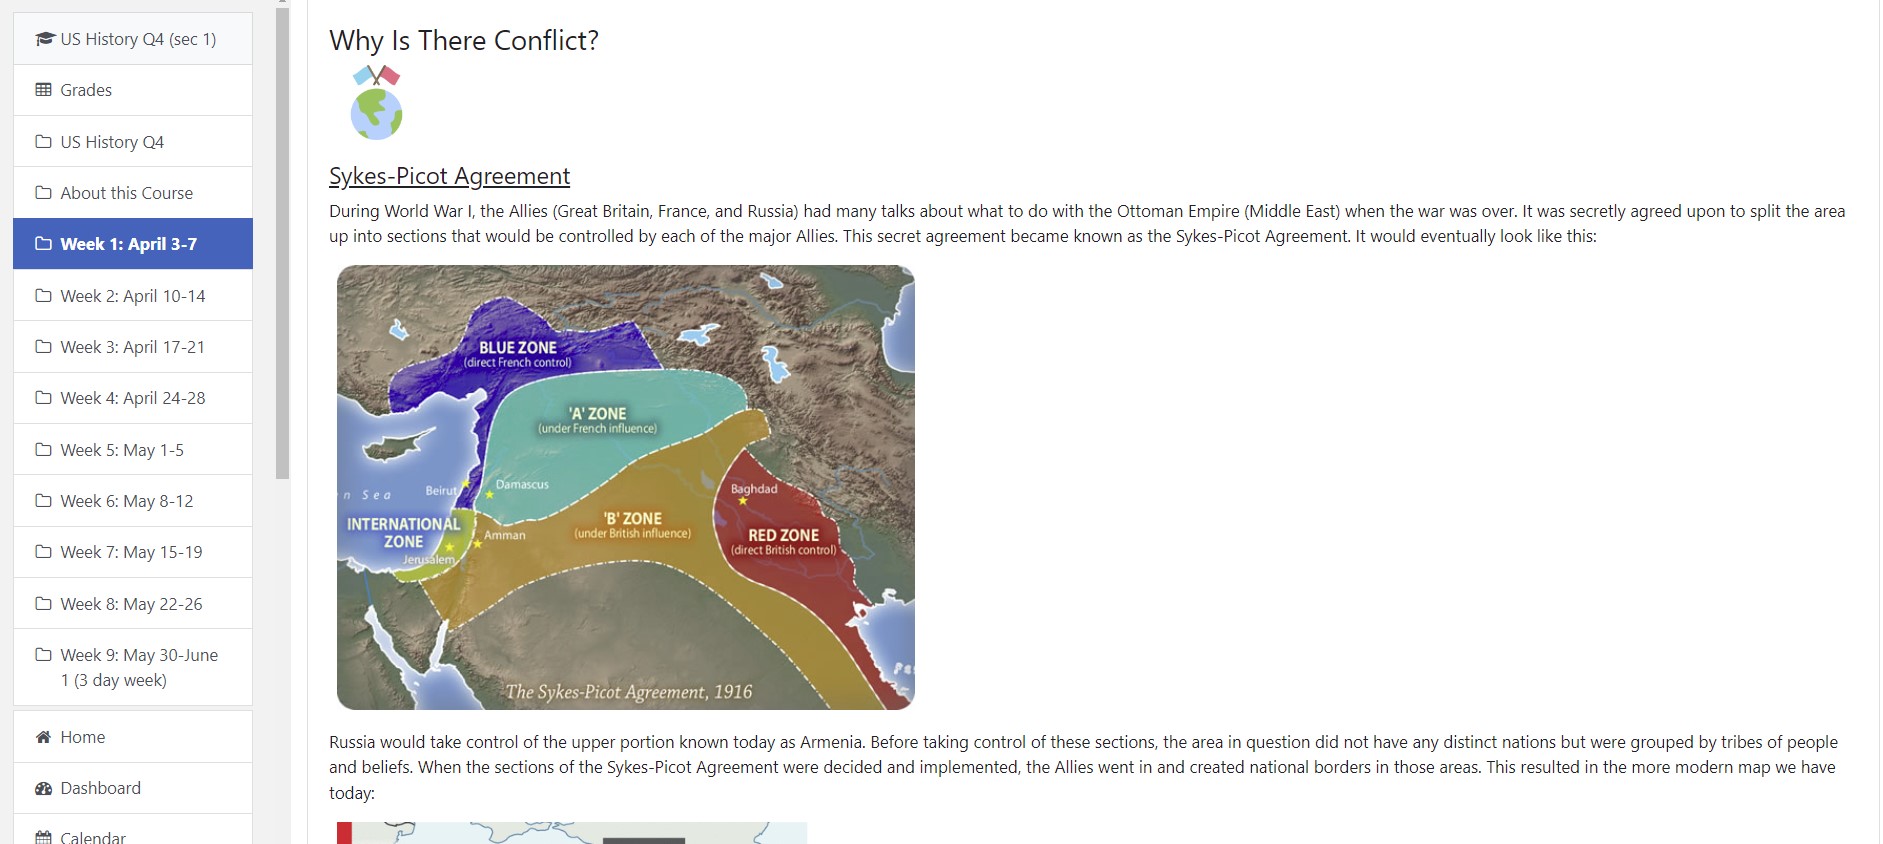 US History Q4 (sec 1)
Grades
US History Q4
About this Course
Week 1: April 3-7
Week 2: April 10-14
Week 3: April 17-21
Week 4: April 24-28
Week 5: May 1-5
Week 6: May 8-12
Week 7: May 15-19
Week 8: May 22-26
Week 9: May 30-June
1 (3 day week)
Home
Dashboard
Calendar
Why Is There Conflict?
Sykes-Picot Agreement
During World War I, the Allies (Great Britain, France, and Russia) had many talks about what to do with the Ottoman Empire (Middle East) when the war was over. It was secretly agreed upon to split the area
up into sections that would be controlled by each of the major Allies. This secret agreement became known as the Sykes-Picot Agreement. It would eventually look like this:
BLUE ZONE
(direct French control)
'A' ZONE
(under French influence)
Beirut
Damascus
n Sea
Baghdad
INTERNATIONAL
ZONE
'B' ZONE
(under British influence)
Amman
Jerusalem
RED ZONE
(direct British control)
Pe
The Sykes-Picot Agreement, 1916
Russia would take control of the upper portion known today as Armenia. Before taking control of these sections, the area in question did not have any distinct nations but were grouped by tribes of people
and beliefs. When the sections of the Sykes-Picot Agreement were decided and implemented, the Allies went in and created national borders in those areas. This resulted in the more modern map we have
today: